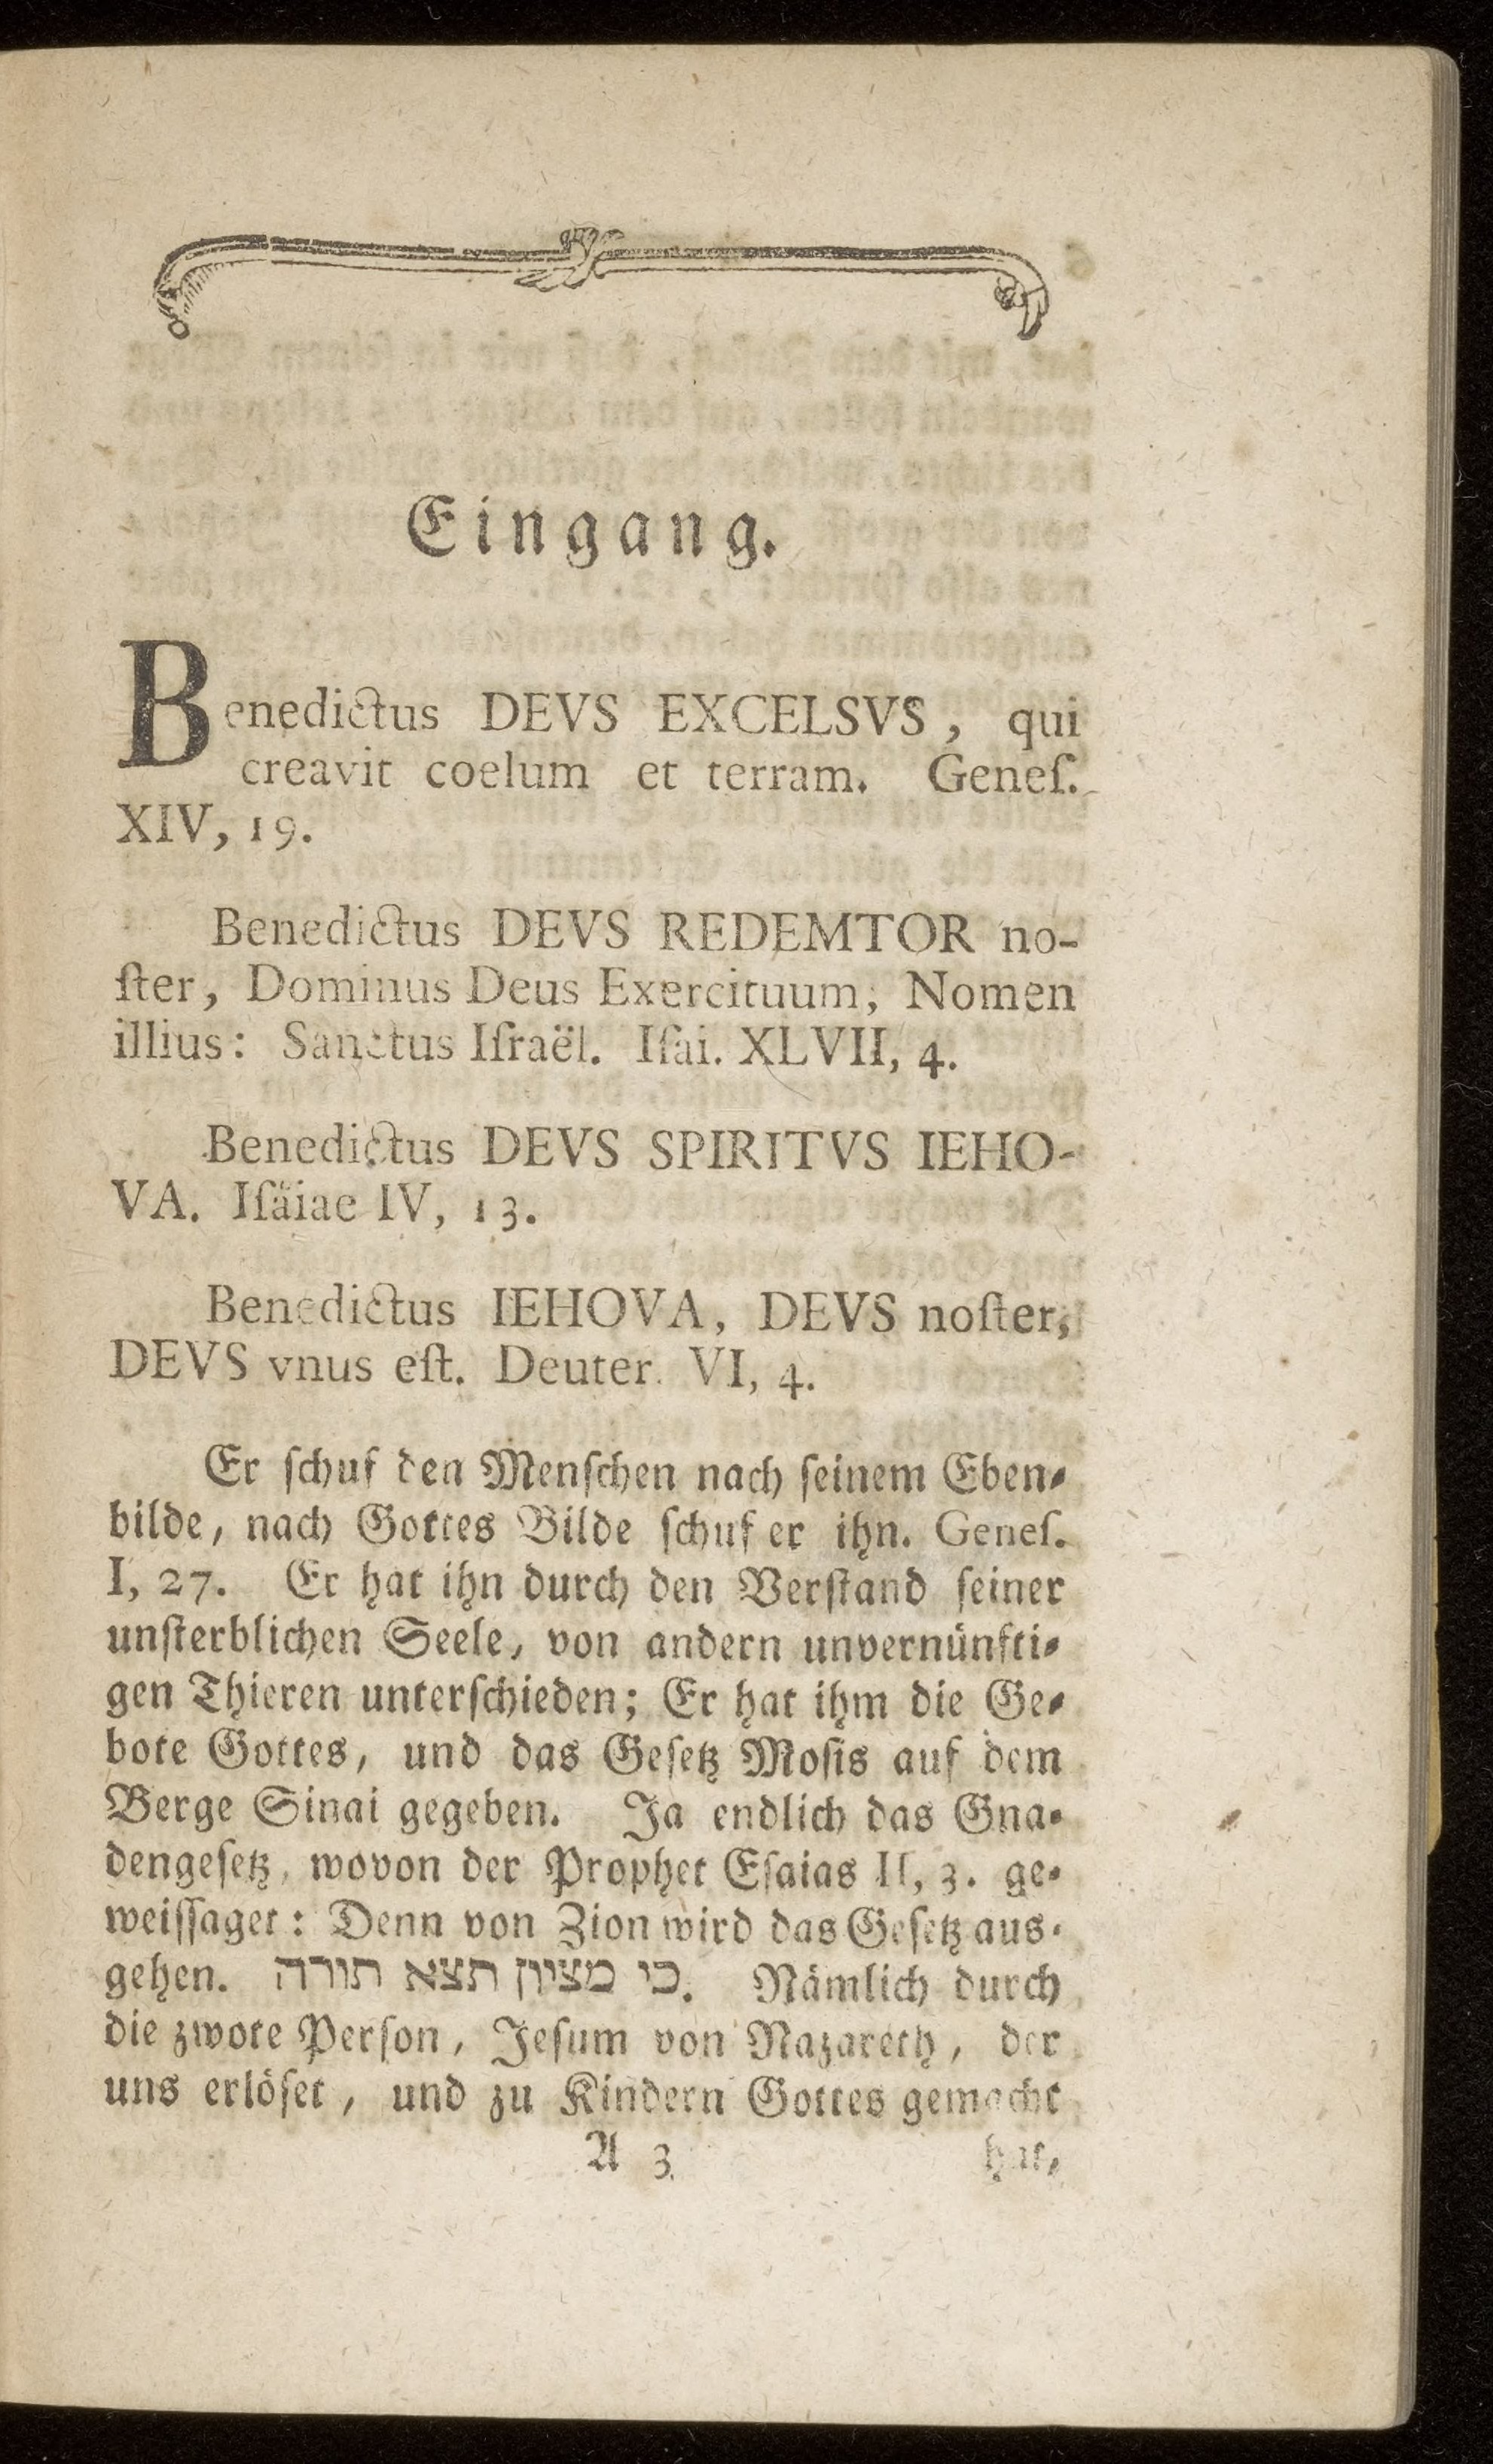 Eingang.
Benedictus DEVS EXCELSVS, qui
creavit coelum et terram. Geneſ.
XIV, 19.
Benedictus DEVS REDEMTOR no-
ſter, Dominus Deus Exercituum, Nomen
illius: Sanctus Iſraël. Iſai. XLVII, 4.
Benedictus DEVS SPIRITVS IEHO-
VA. Iſäiae IV, 13.
Benedictus IEHOVA, DEVS noſter,
DEVS vnus eſt. Deuter. VI, 4.
Er ſchuf den Menſchen nach ſeinem Eben-
bilde, nach Gottes Bilde ſchuf er ihn. Geneſ.
I, 27. Er hat ihn durch den Verſtand ſeiner
unſterblichen Seele, von andern unvernünfti-
gen Thieren unterſchieden; Er hat ihm die Ge-
bote Gottes, und das Geſetz Moſis auf dem
Berge Sinai gegeben. Ja endlich das Gna-
dengeſetz, wovon der Prophet Eſaias II, 3. ge-
weiſſaget: Denn von Zion wird das Geſetz aus-
gehen. כי מציון תצא תורה. Nämlich durch
die zwote Perſon, Jeſum von Nazareth, der
uns erlöſet, und zu Kindern Gottes gemacht
A 3 hat,